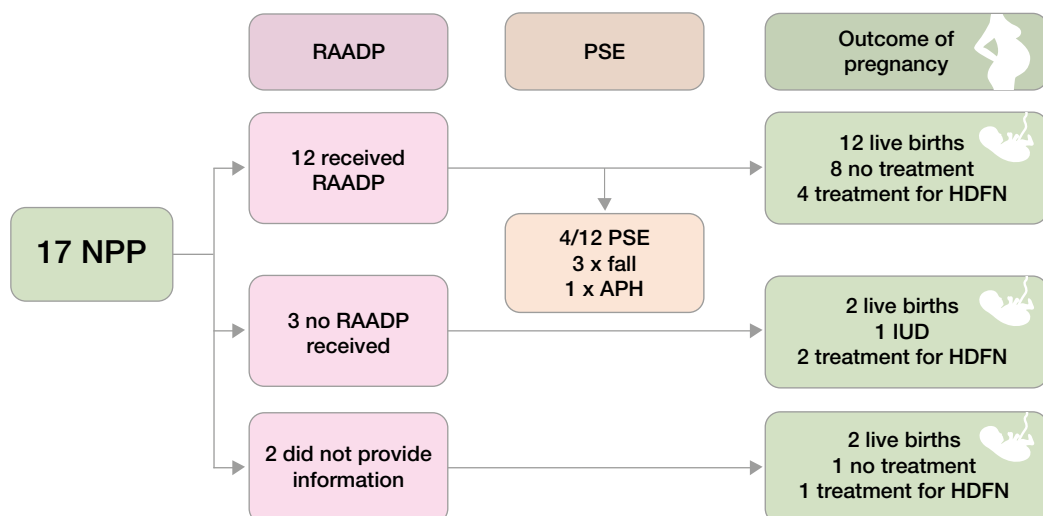 RAADP
PSE
Outcome of
pregnancy
17 NPP
12 received
RAADP
4/12 PSE
3 x fall
1 x APH
12 live births
8 no treatment
4 treatment for HDFN
3 no RAADP
received
2 live births
1 IUD
2 treatment for HDFN
2 did not provide
information
2 live births
1 no treatment
1 treatment for HDFN